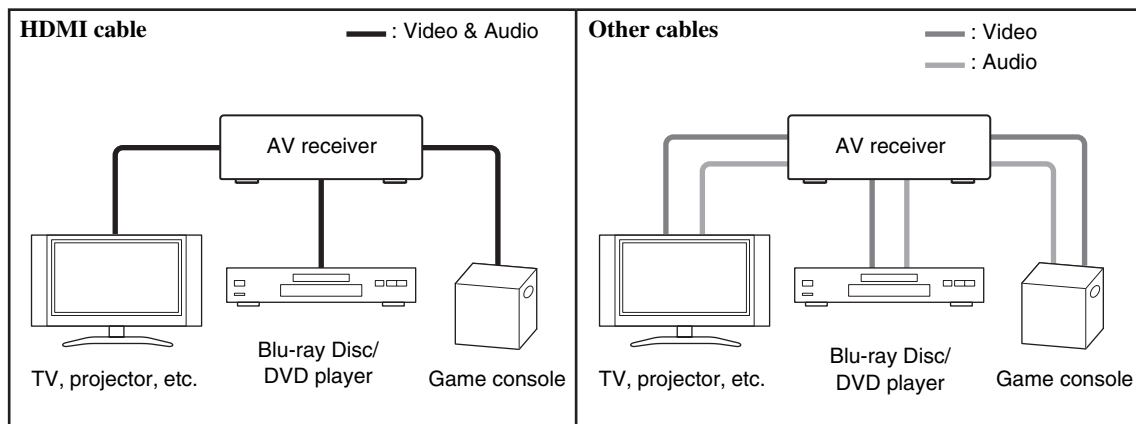 HDMI cable
: Video & Audio
AV receiver
TV, projector, etc.
Blu-ray Disc/
DVD player
Game console
Other cables
: Video
: Audio
AV receiver
TV, projector, etc.
Blu-ray Disc/
DVD player
Game console